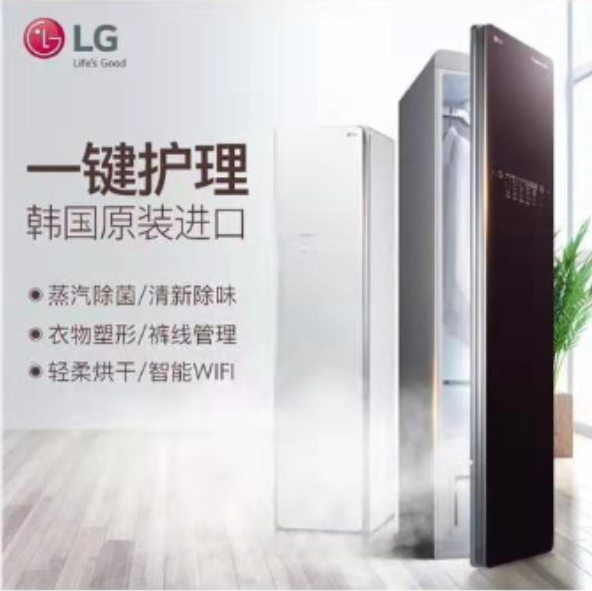 LG
Life's Good
一键护理
韩国原装进口
◉ 蒸汽除菌/清新除味
◉ 衣物塑形/裤线管理
◉ 轻柔烘干/智能WIFI